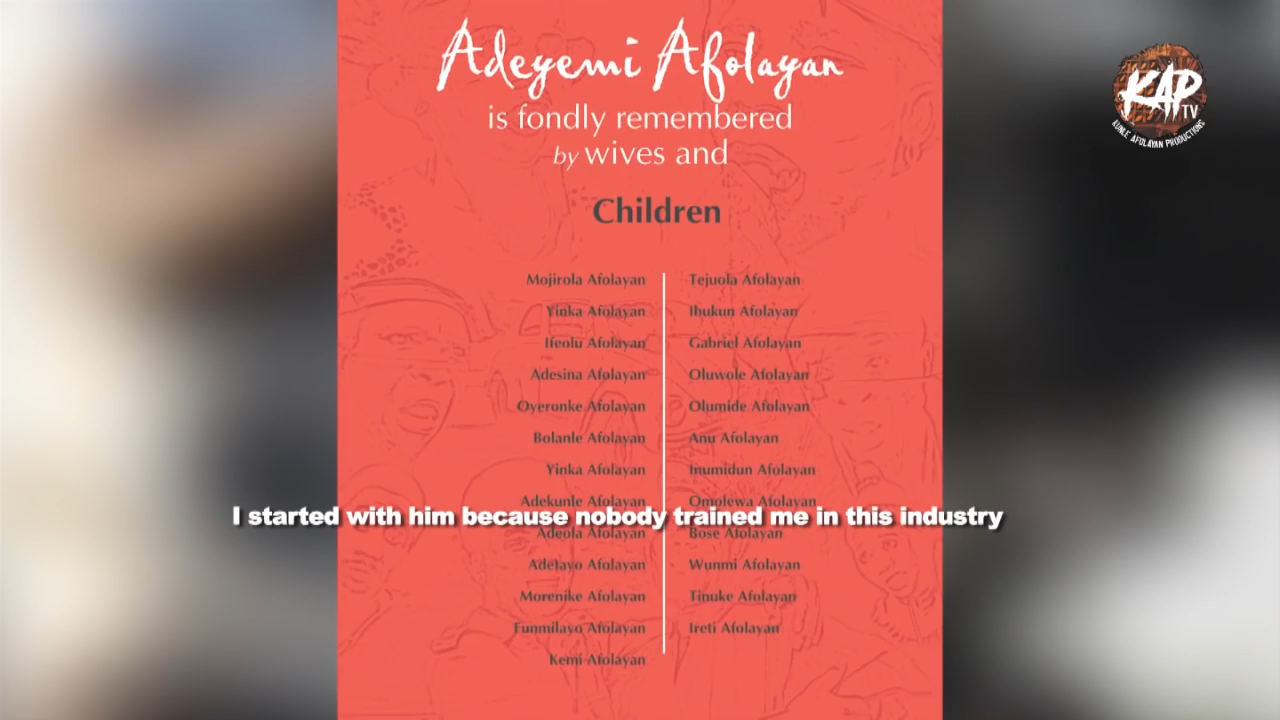 Adeyemi Afolayan
is fondly remembered
by wives and
Children
Mojirola Afolayan
Yinka Afolayan
Ifeolu Afolayan
Adesina Afolayan
Oyeronke Afolayan
Bolanle Afolayan
Yinka Afolayan
Adekunle Afolayan
Adeola Afolayan
Adetayo Afolayan
Morenike Afolayan
Funmilayo Afolayan
Kemi Afolayan
Tejuola Afolayan
Ibukun Afolayan
Gabriel Afolayan
Oluwole Afolayan
Olumide Afolayan
Anu Afolayan
Inumidun Afolayan
Omolewa Afolayan
Bose Afolayan
Wunmi Afolayan
Tinuke Afolayan
Ireti Afolayan
I started with him because nobody trained me in this industry
KAP
TV
KUNLE AFOLAYAN PRODUCTIONS